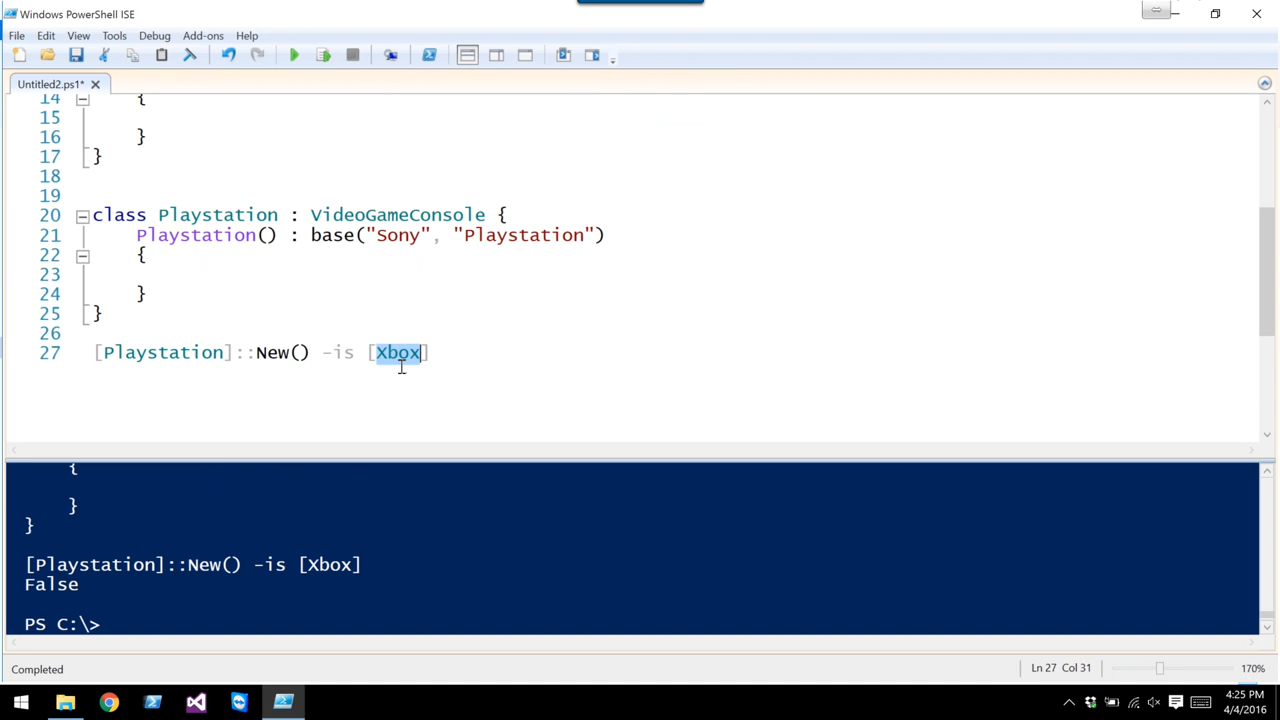 Windows PowerShell ISE
File Edit View Tools Debug Add-ons Help
Untitled2.ps1*
14 {
15
16 }
17 }
18
19
20 class Playstation : VideoGameConsole {
21 Playstation() : base("Sony", "Playstation")
22 {
23
24 }
25 }
26
27 [Playstation]::New() -is [Xbox]
{
}
}
[Playstation]::New() -is [Xbox]
False
PS C:\>
Completed Ln 27 Col 31 170%
4:25 PM
4/4/2016